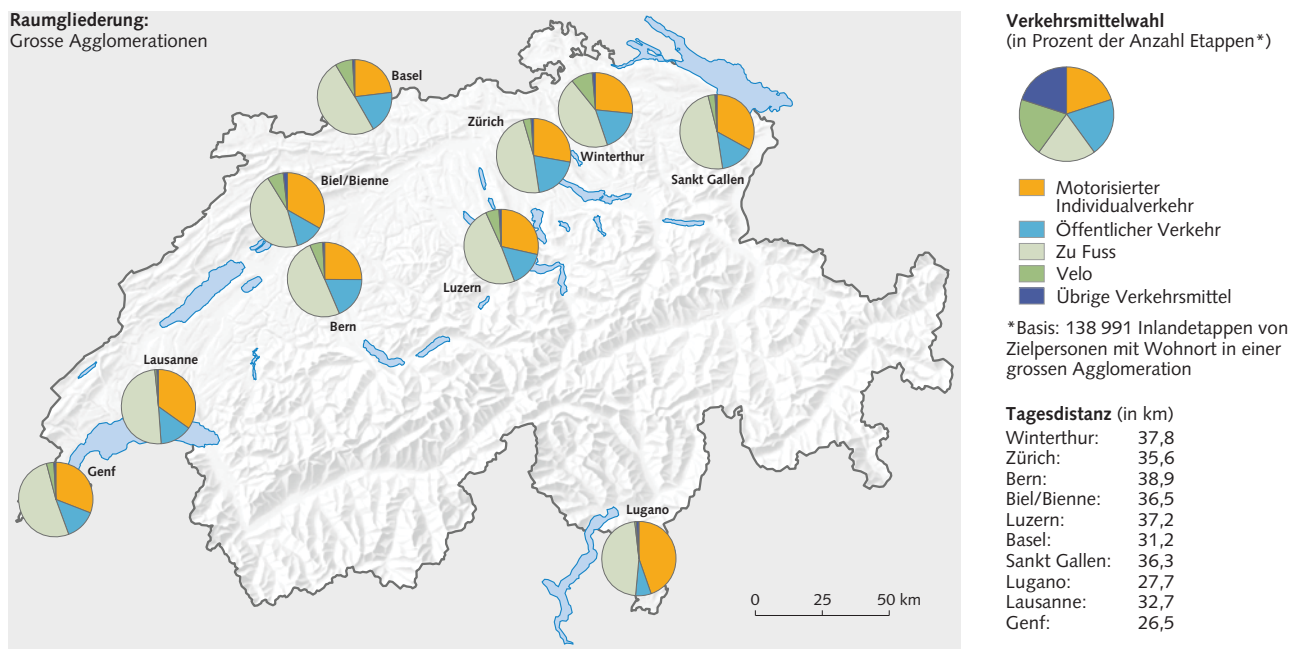 Raumgliederung:
Grosse Agglomerationen
Basel
Zürich
Winterthur
Sankt Gallen
Biel/Bienne
Luzern
Bern
Lausanne
Genf
Lugano
0 25 50 km
Verkehrsmittelwahl
(in Prozent der Anzahl Etappen*)
Motorisierter
Individualverkehr
Öffentlicher Verkehr
Zu Fuss
Velo
Übrige Verkehrsmittel
*Basis: 138 991 Inlandetappen von
Zielpersonen mit Wohnort in einer
grossen Agglomeration
Tagesdistanz (in km)
Winterthur: 37,8
Zürich: 35,6
Bern: 38,9
Biel/Bienne: 36,5
Luzern: 37,2
Basel: 31,2
Sankt Gallen: 36,3
Lugano: 27,7
Lausanne: 32,7
Genf: 26,5